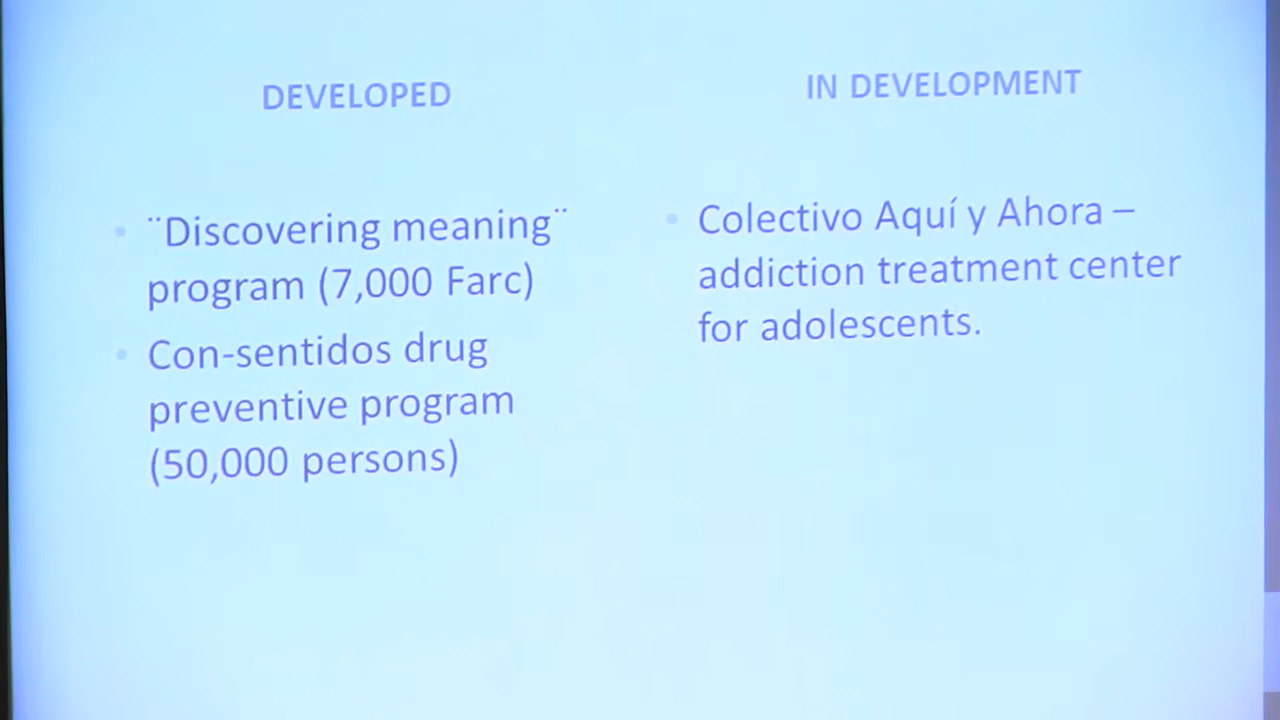 DEVELOPED
¨Discovering meaning¨
program (7,000 Farc)
Con-sentidos drug
preventive program
(50,000 persons)
IN DEVELOPMENT
Colectivo Aquí y Ahora –
addiction treatment center
for adolescents.